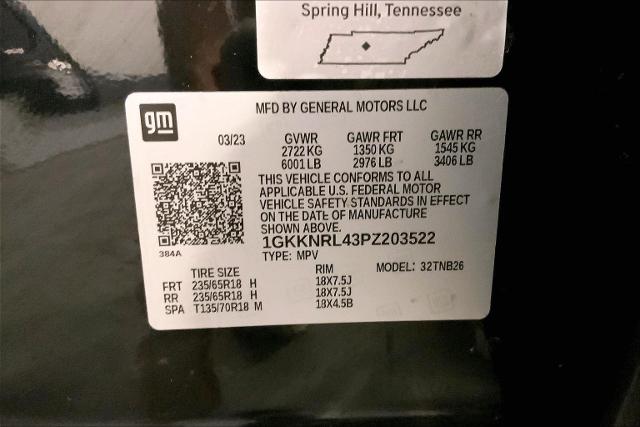 Spring Hill, Tennessee
gm
MFD BY GENERAL MOTORS LLC
03/23 GVWR GAWR FRT GAWR RR
2722 KG 1350 KG 1545 KG
6001 LB 2976 LB 3406 LB
THIS VEHICLE CONFORMS TO ALL
APPLICABLE U.S. FEDERAL MOTOR
VEHICLE SAFETY STANDARDS IN EFFECT
ON THE DATE OF MANUFACTURE
SHOWN ABOVE.
1GKKNRL43PZ203522
384A
TYPE: MPV
TIRE SIZE RIM MODEL: 32TNB26
FRT 235/65R18 H 18X7.5J
RR 235/65R18 H 18X7.5J
SPA T135/70R18 M 18X4.5B